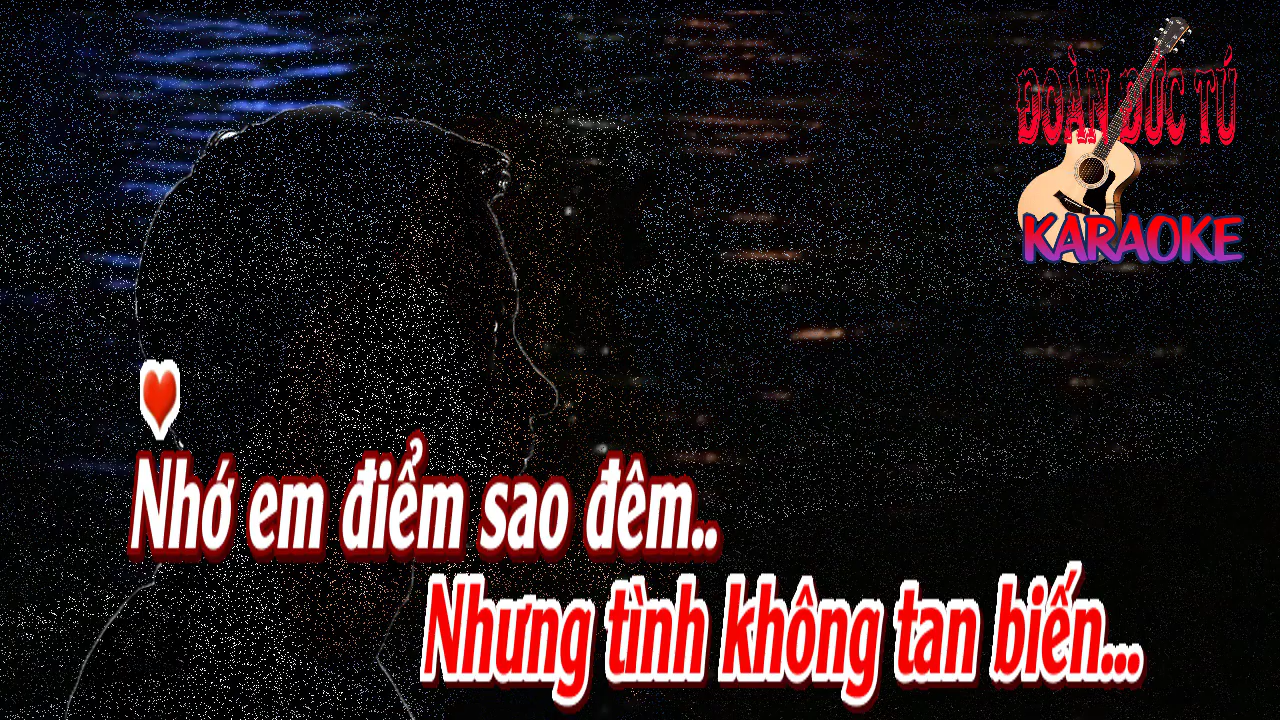 ĐOÀN ĐỨC TÚ
KARAOKE
Nhớ em điểm sao đêm..
Nhưng tình không tan biến...